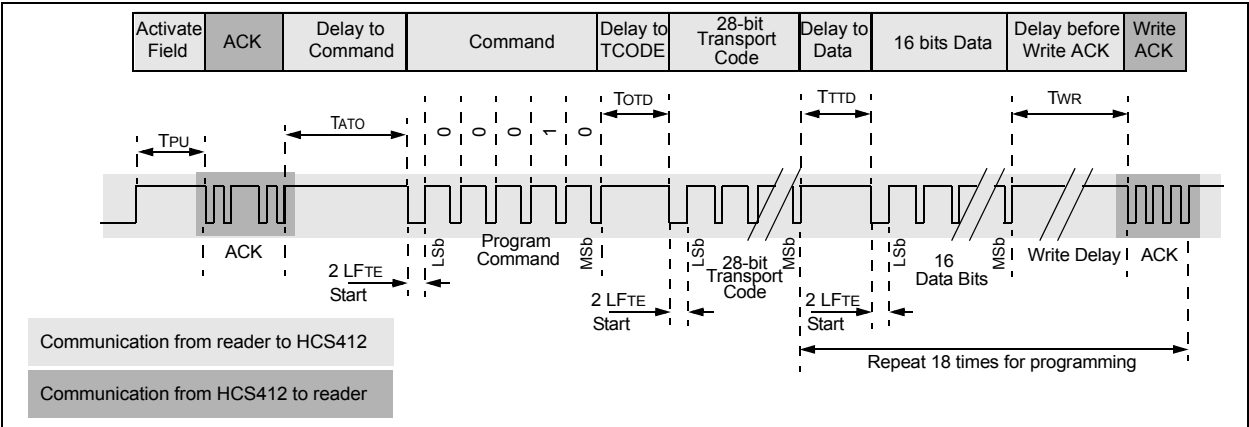 Activate
Field
ACK
Delay to
Command
Command
Delay to
TCODE
28-bit
Transport
Code
Delay to
Data
16 bits Data
Delay before
Write ACK
Write
ACK
TPU
TATO
0
0
0
1
0
TOTD
TTTD
TWR
ACK
2 LFTE
Start
LSb
Program
Command
MSb
2 LFTE
Start
LSb
28-bit
Transport
Code
MSb
2 LFTE
Start
LSb
16
Data Bits
MSb
Write Delay
ACK
Repeat 18 times for programming
Communication from reader to HCS412
Communication from HCS412 to reader